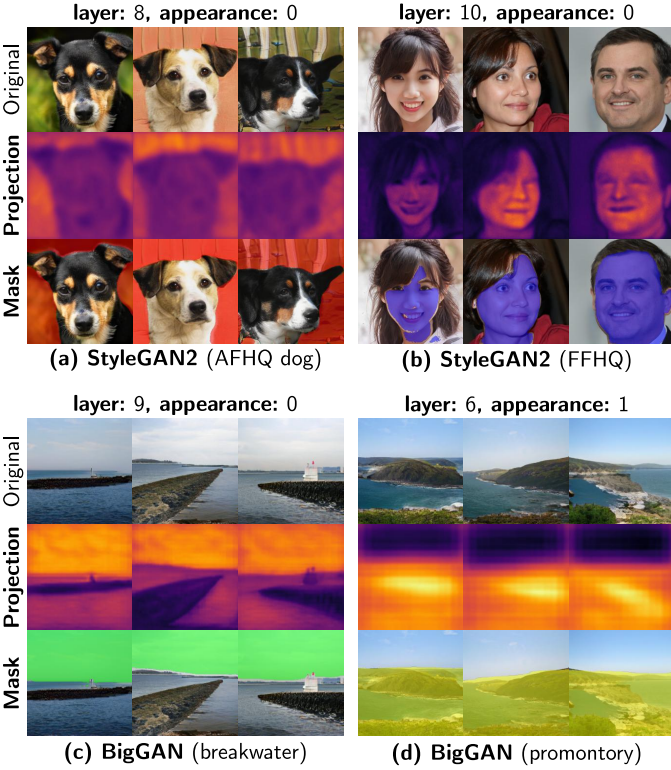 layer: 8, appearance: 0
Original
Projection
Mask
(a) StyleGAN2 (AFHQ dog)
layer: 10, appearance: 0
(b) StyleGAN2 (FFHQ)
layer: 9, appearance: 0
Original
Projection
Mask
(c) BigGAN (breakwater)
layer: 6, appearance: 1
(d) BigGAN (promontory)